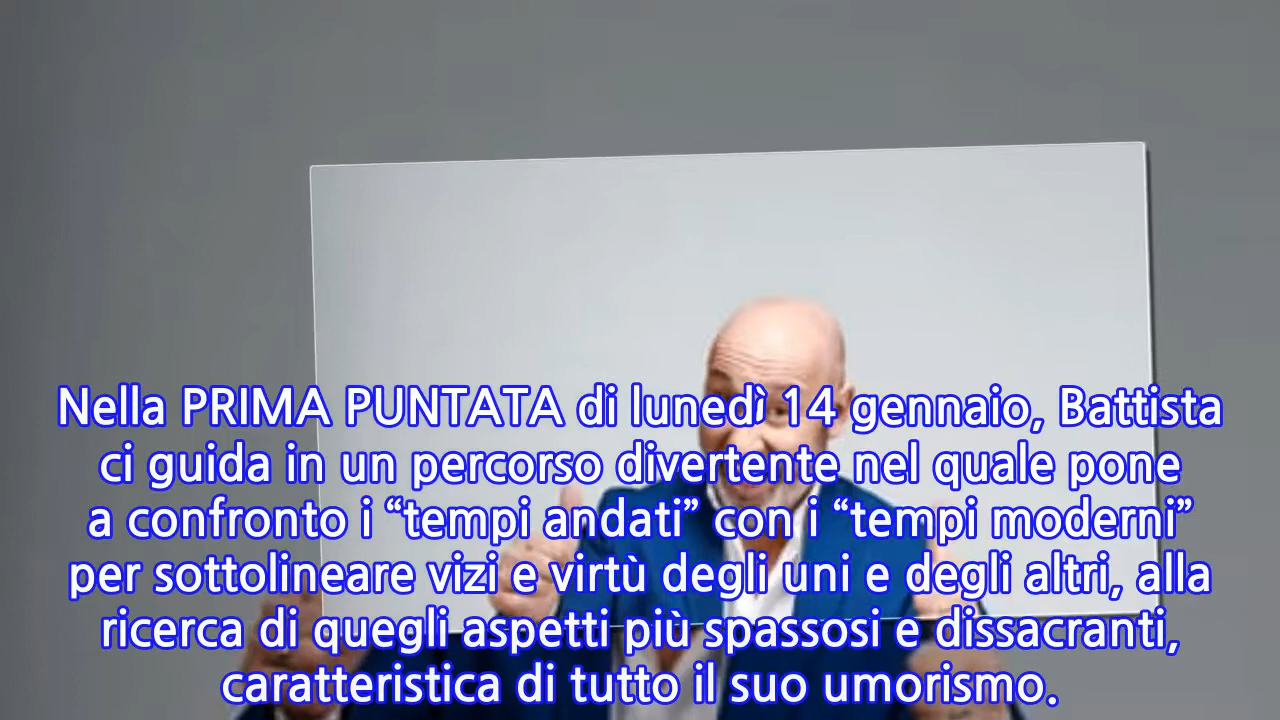 Nella PRIMA PUNTATA di lunedì 14 gennaio, Battista
ci guida in un percorso divertente nel quale pone
a confronto i “tempi andati” con i “tempi moderni”
per sottolineare vizi e virtù degli uni e degli altri, alla
ricerca di quegli aspetti più spassosi e dissacranti,
caratteristica di tutto il suo umorismo.